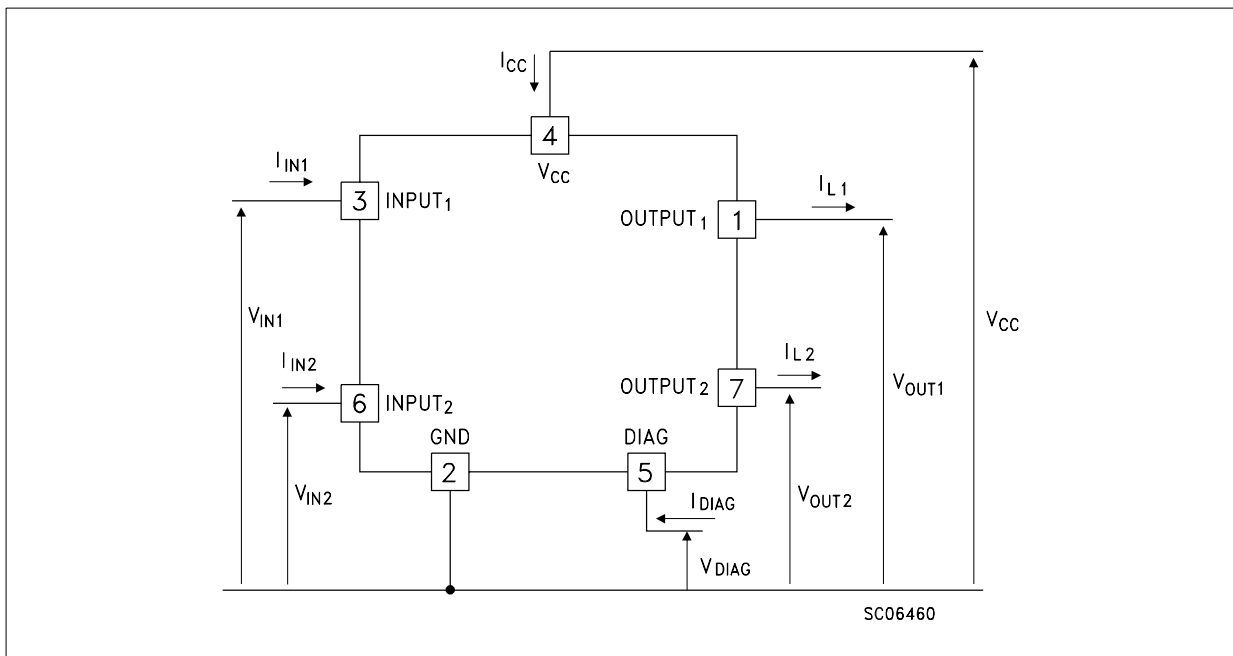 I_CC
4
V_CC
I_IN1
3 INPUT_1
OUTPUT_1 1
I_L1
V_IN1
V_CC
I_IN2
6 INPUT_2
OUTPUT_2 7
I_L2
V_OUT1
GND
2
DIAG
5
V_IN2
I_DIAG
V_OUT2
V_DIAG
SC06460